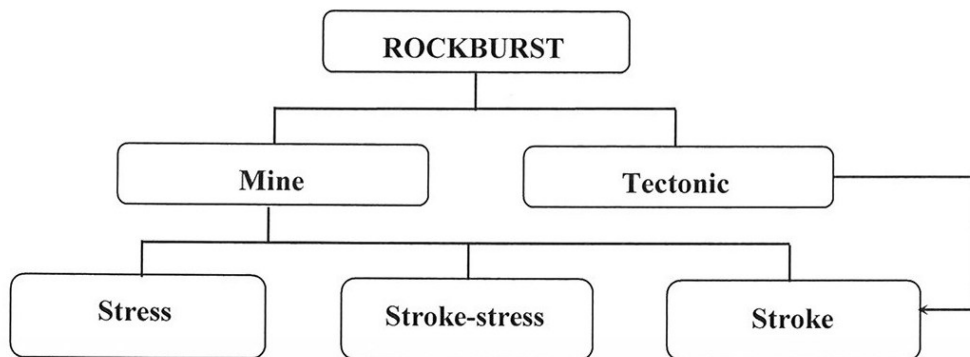 ROCKBURST
Mine
Tectonic
Stress
Stroke-stress
Stroke